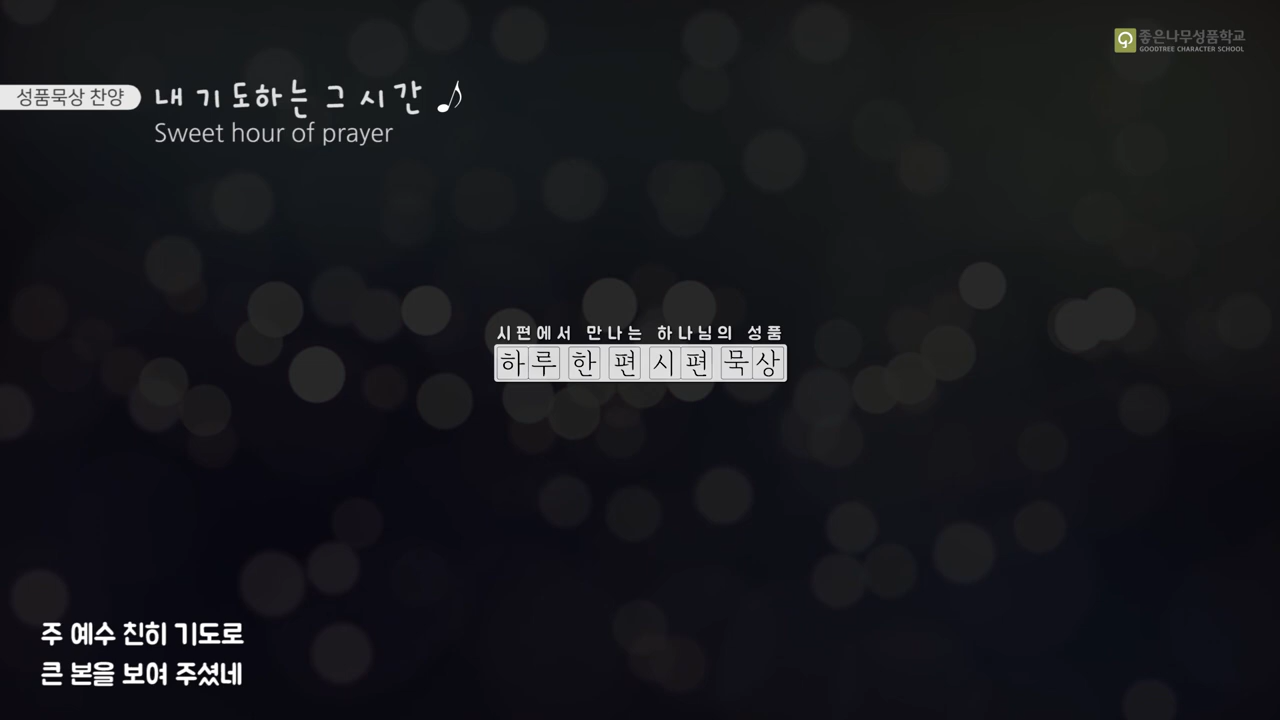 좋은나무성품학교
GOODTREE CHARACTER SCHOOL
성품묵상 찬양
내 기도하는 그 시간
Sweet hour of prayer
시편에서 만나는 하나님의 성품
하루 한 편 시편 묵상
주 예수 친히 기도로
큰 본을 보여 주셨네